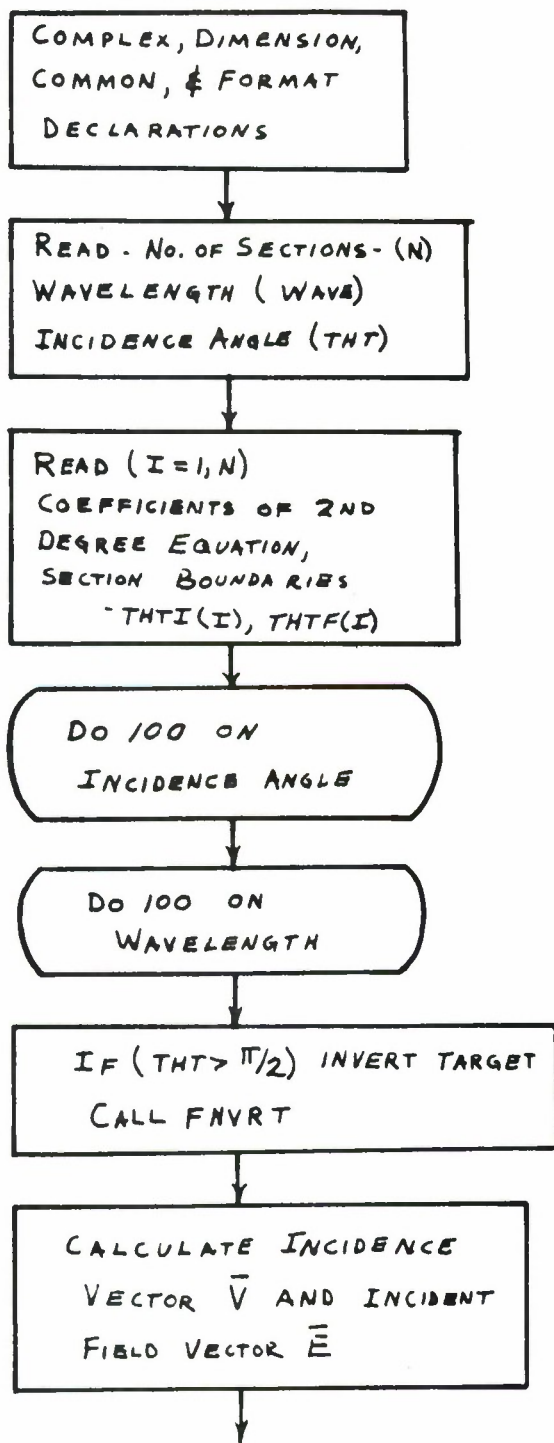 COMPLEX, DIMENSION,
COMMON, & FORMAT
DECLARATIONS
READ - NO. OF SECTIONS - (N)
WAVELENGTH (WAVE)
INCIDENCE ANGLE (THT)
READ (I=1,N)
COEFFICIENTS OF 2ND
DEGREE EQUATION,
SECTION BOUNDARIES
- THTI(I), THTF(I)
DO 100 ON
INCIDENCE ANGLE
DO 100 ON
WAVELENGTH
IF (THT > π/2) INVERT TARGET
CALL FNVRT
CALCULATE INCIDENCE
VECTOR V̄ AND INCIDENT
FIELD VECTOR Ē